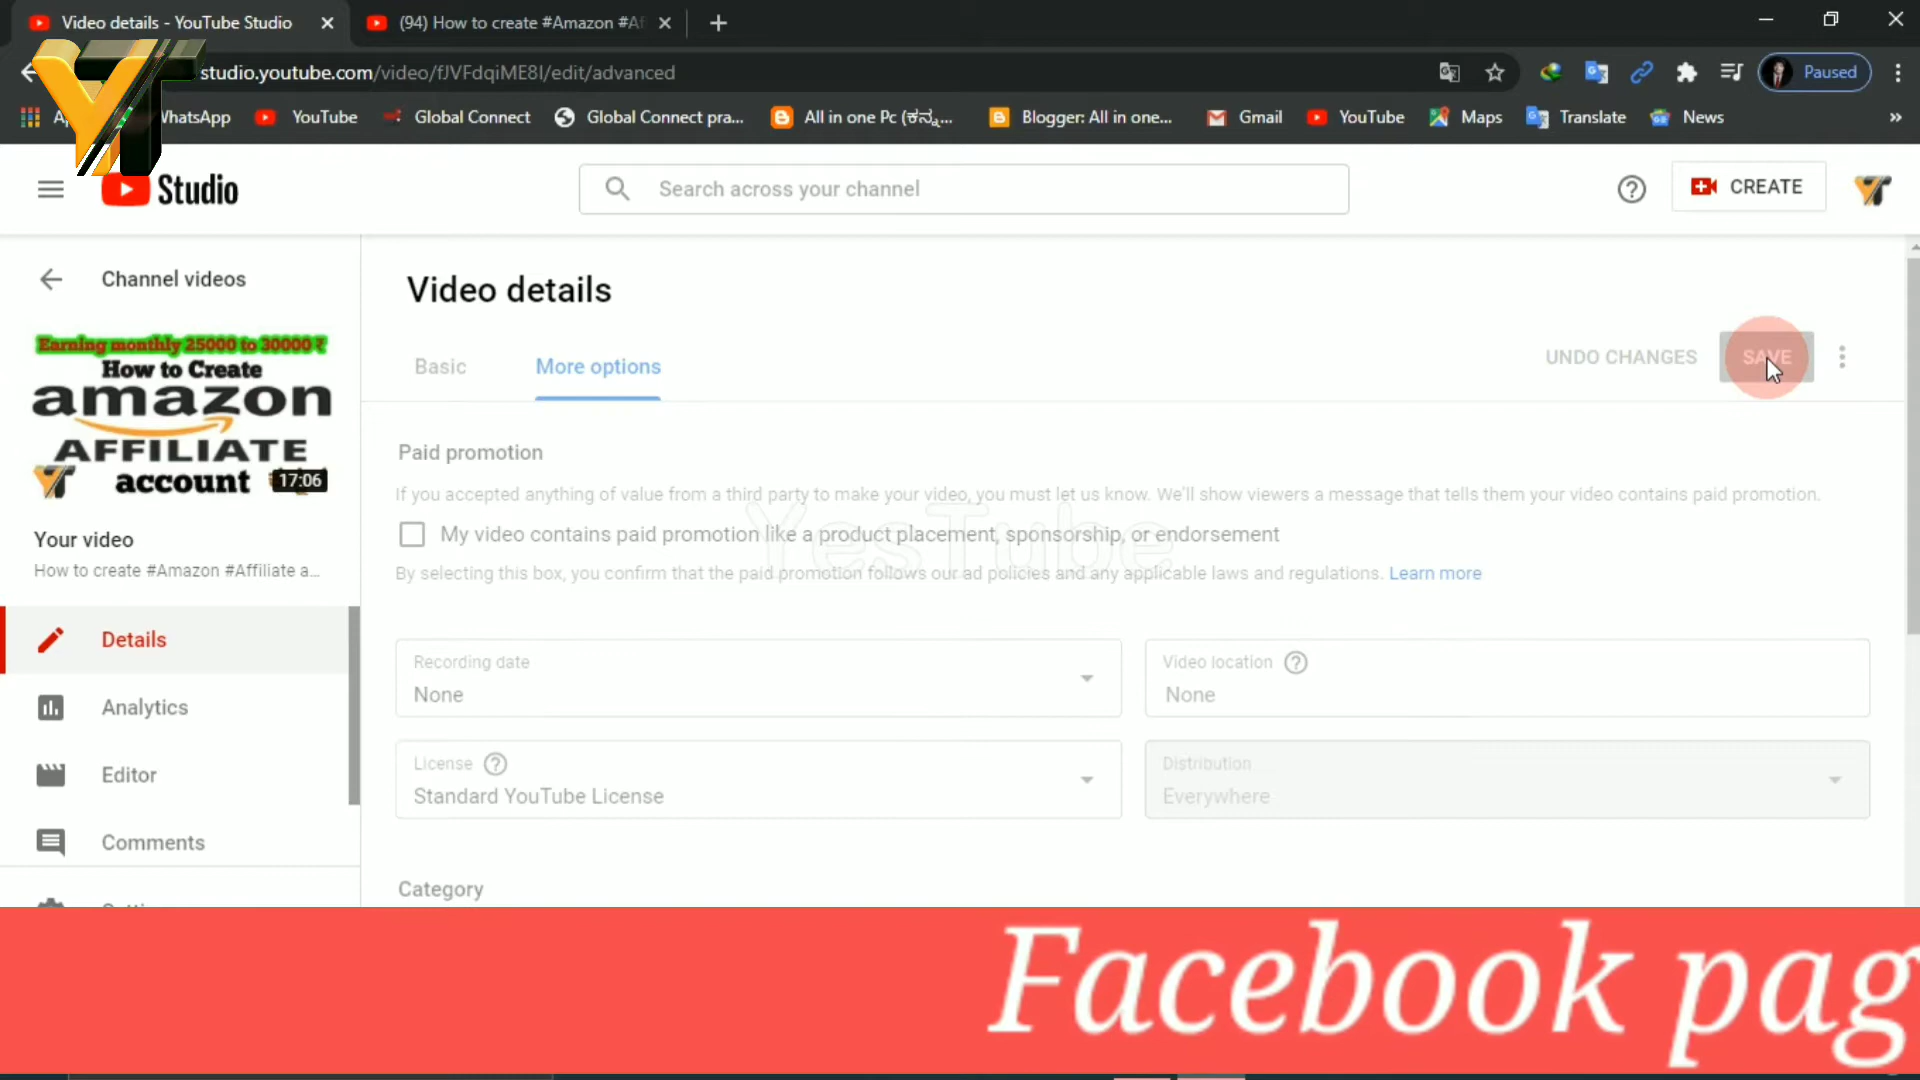 Video details - YouTube Studio
(94) How to create #Amazon #Af
studio.youtube.com/video/fJVFdqiME8I/edit/advanced
Paused
WhatsApp
YouTube
Global Connect
Global Connect pra...
All in one Pc (ಕನ್ನ...
Blogger: All in one...
Gmail
YouTube
Maps
Translate
News
YT
Studio
Search across your channel
CREATE
Channel videos
Earning monthly 25000 to 30000 ₹
How to Create
amazon
AFFILIATE
account
17:06
Your video
How to create #Amazon #Affiliate a...
Details
Analytics
Editor
Comments
Video details
Basic
More options
UNDO CHANGES
SAVE
Paid promotion
If you accepted anything of value from a third party to make your video, you must let us know. We'll show viewers a message that tells them your video contains paid promotion.
My video contains paid promotion like a product placement, sponsorship, or endorsement
YesTube
By selecting this box, you confirm that the paid promotion follows our ad policies and any applicable laws and regulations. Learn more
Recording date
None
Video location
None
License
Standard YouTube License
Distribution
Everywhere
Category
Facebook pag